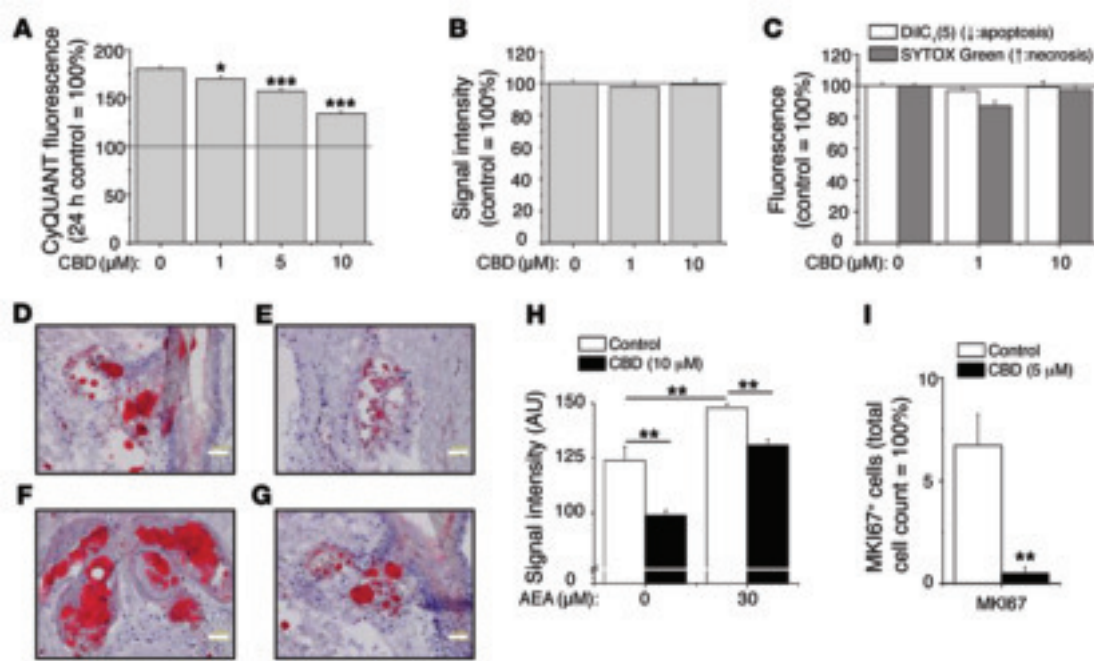 A
CyQUANT fluorescence
(24 h control = 100%)
200
150
100
150
100
0
*
***
***
CBD (µM): 0 1 5 10
B
Signal intensity
(control = 100%)
120
100
80
60
40
20
0
CBD (µM): 0 1 10
C
DilC₁(5) (↓:apoptosis)
SYTOX Green (↑:necrosis)
Fluorescence
(control = 100%)
120
100
80
60
40
20
0
CBD (µM): 0 1 10
D
E
F
G
H
Control
CBD (10 µM)
Signal intensity (AU)
150
125
100
0
**
**
**
AEA (µM): 0 30
I
Control
CBD (5 µM)
MKI67⁺ cells (total
cell count = 100%)
10
5
0
**
MKI67